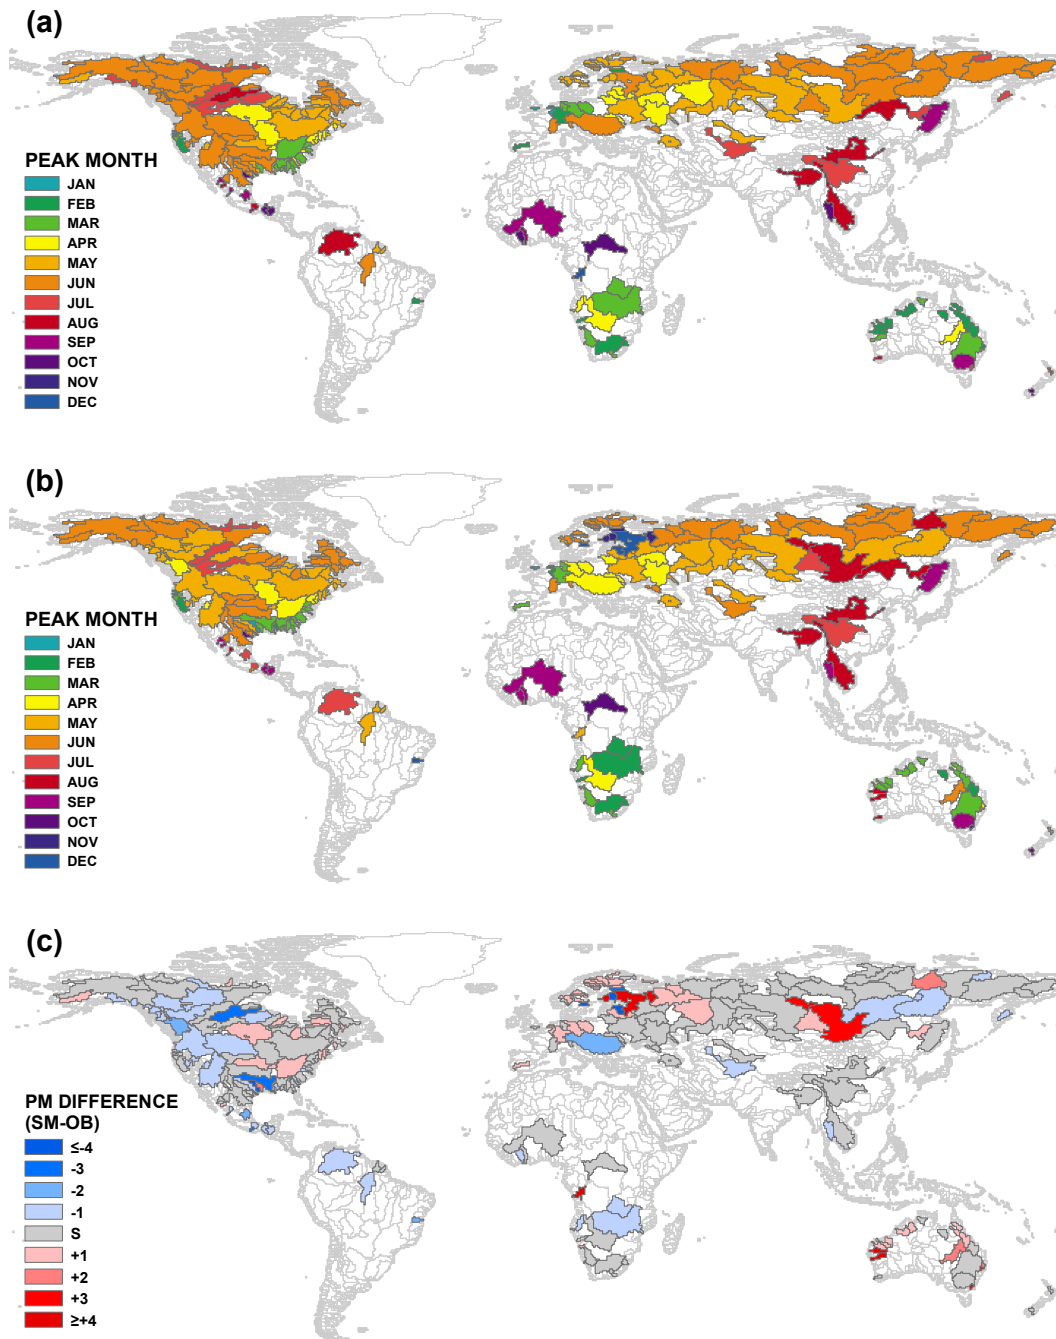 (a)
PEAK MONTH
JAN
FEB
MAR
APR
MAY
JUN
JUL
AUG
SEP
OCT
NOV
DEC
(b)
PEAK MONTH
JAN
FEB
MAR
APR
MAY
JUN
JUL
AUG
SEP
OCT
NOV
DEC
(c)
PM DIFFERENCE
(SM-OB)
≤-4
-3
-2
-1
S
+1
+2
+3
≥+4